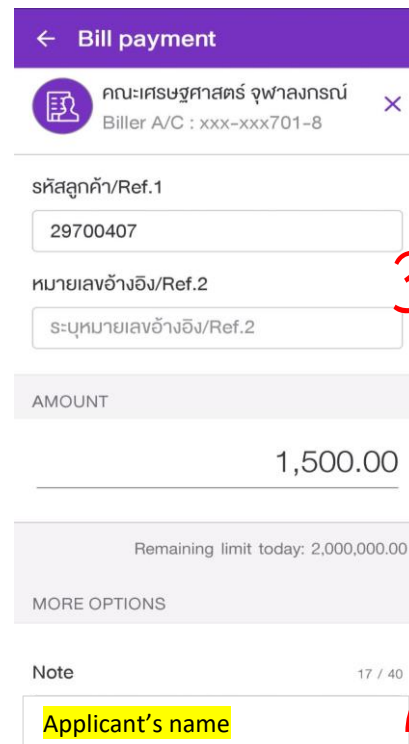 ← Bill payment
คณะเศรษฐศาสตร์ จุฬาลงกรณ์
Biller A/C : xxx-xxx701-8
รหัสลูกค้า/Ref.1
29700407
หมายเลขอ้างอิง/Ref.2
ระบุหมายเลขอ้างอิง/Ref.2
AMOUNT
1,500.00
Remaining limit today: 2,000,000.00
MORE OPTIONS
Note 17 / 40
Applicant's name